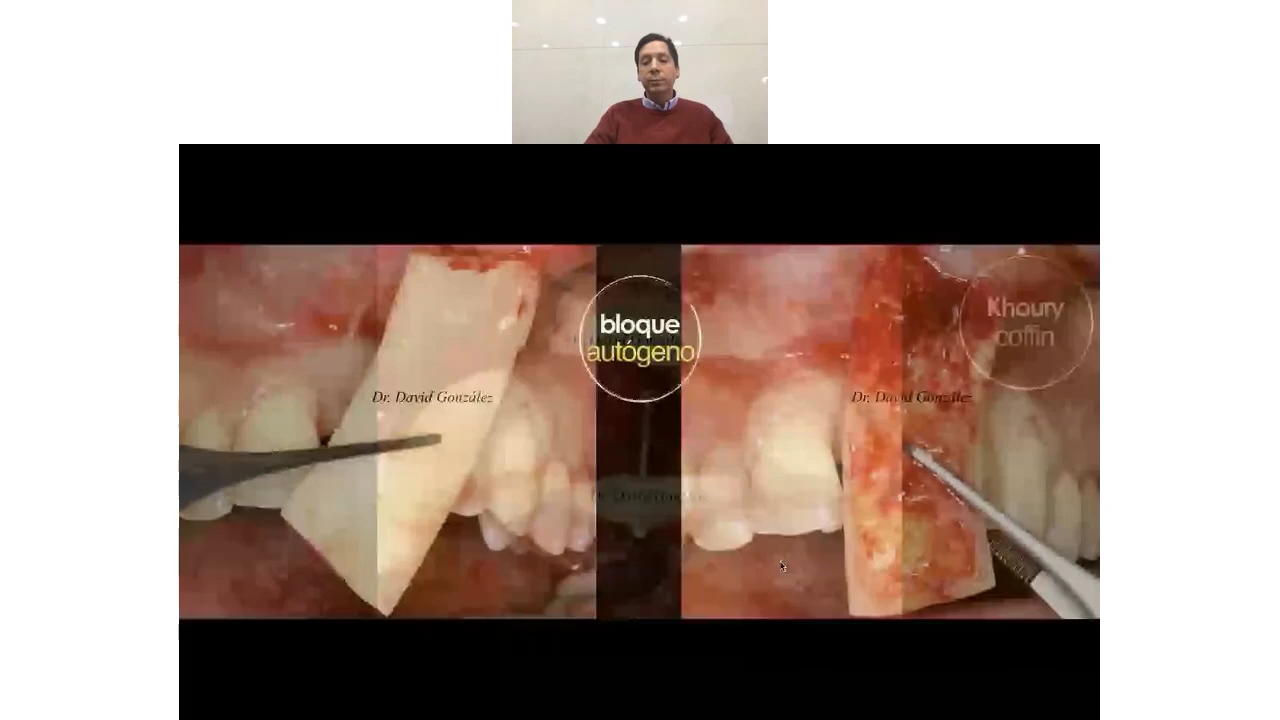 bloque
autógeno
Khoury
coffin
Dr. David González
Dr. David González